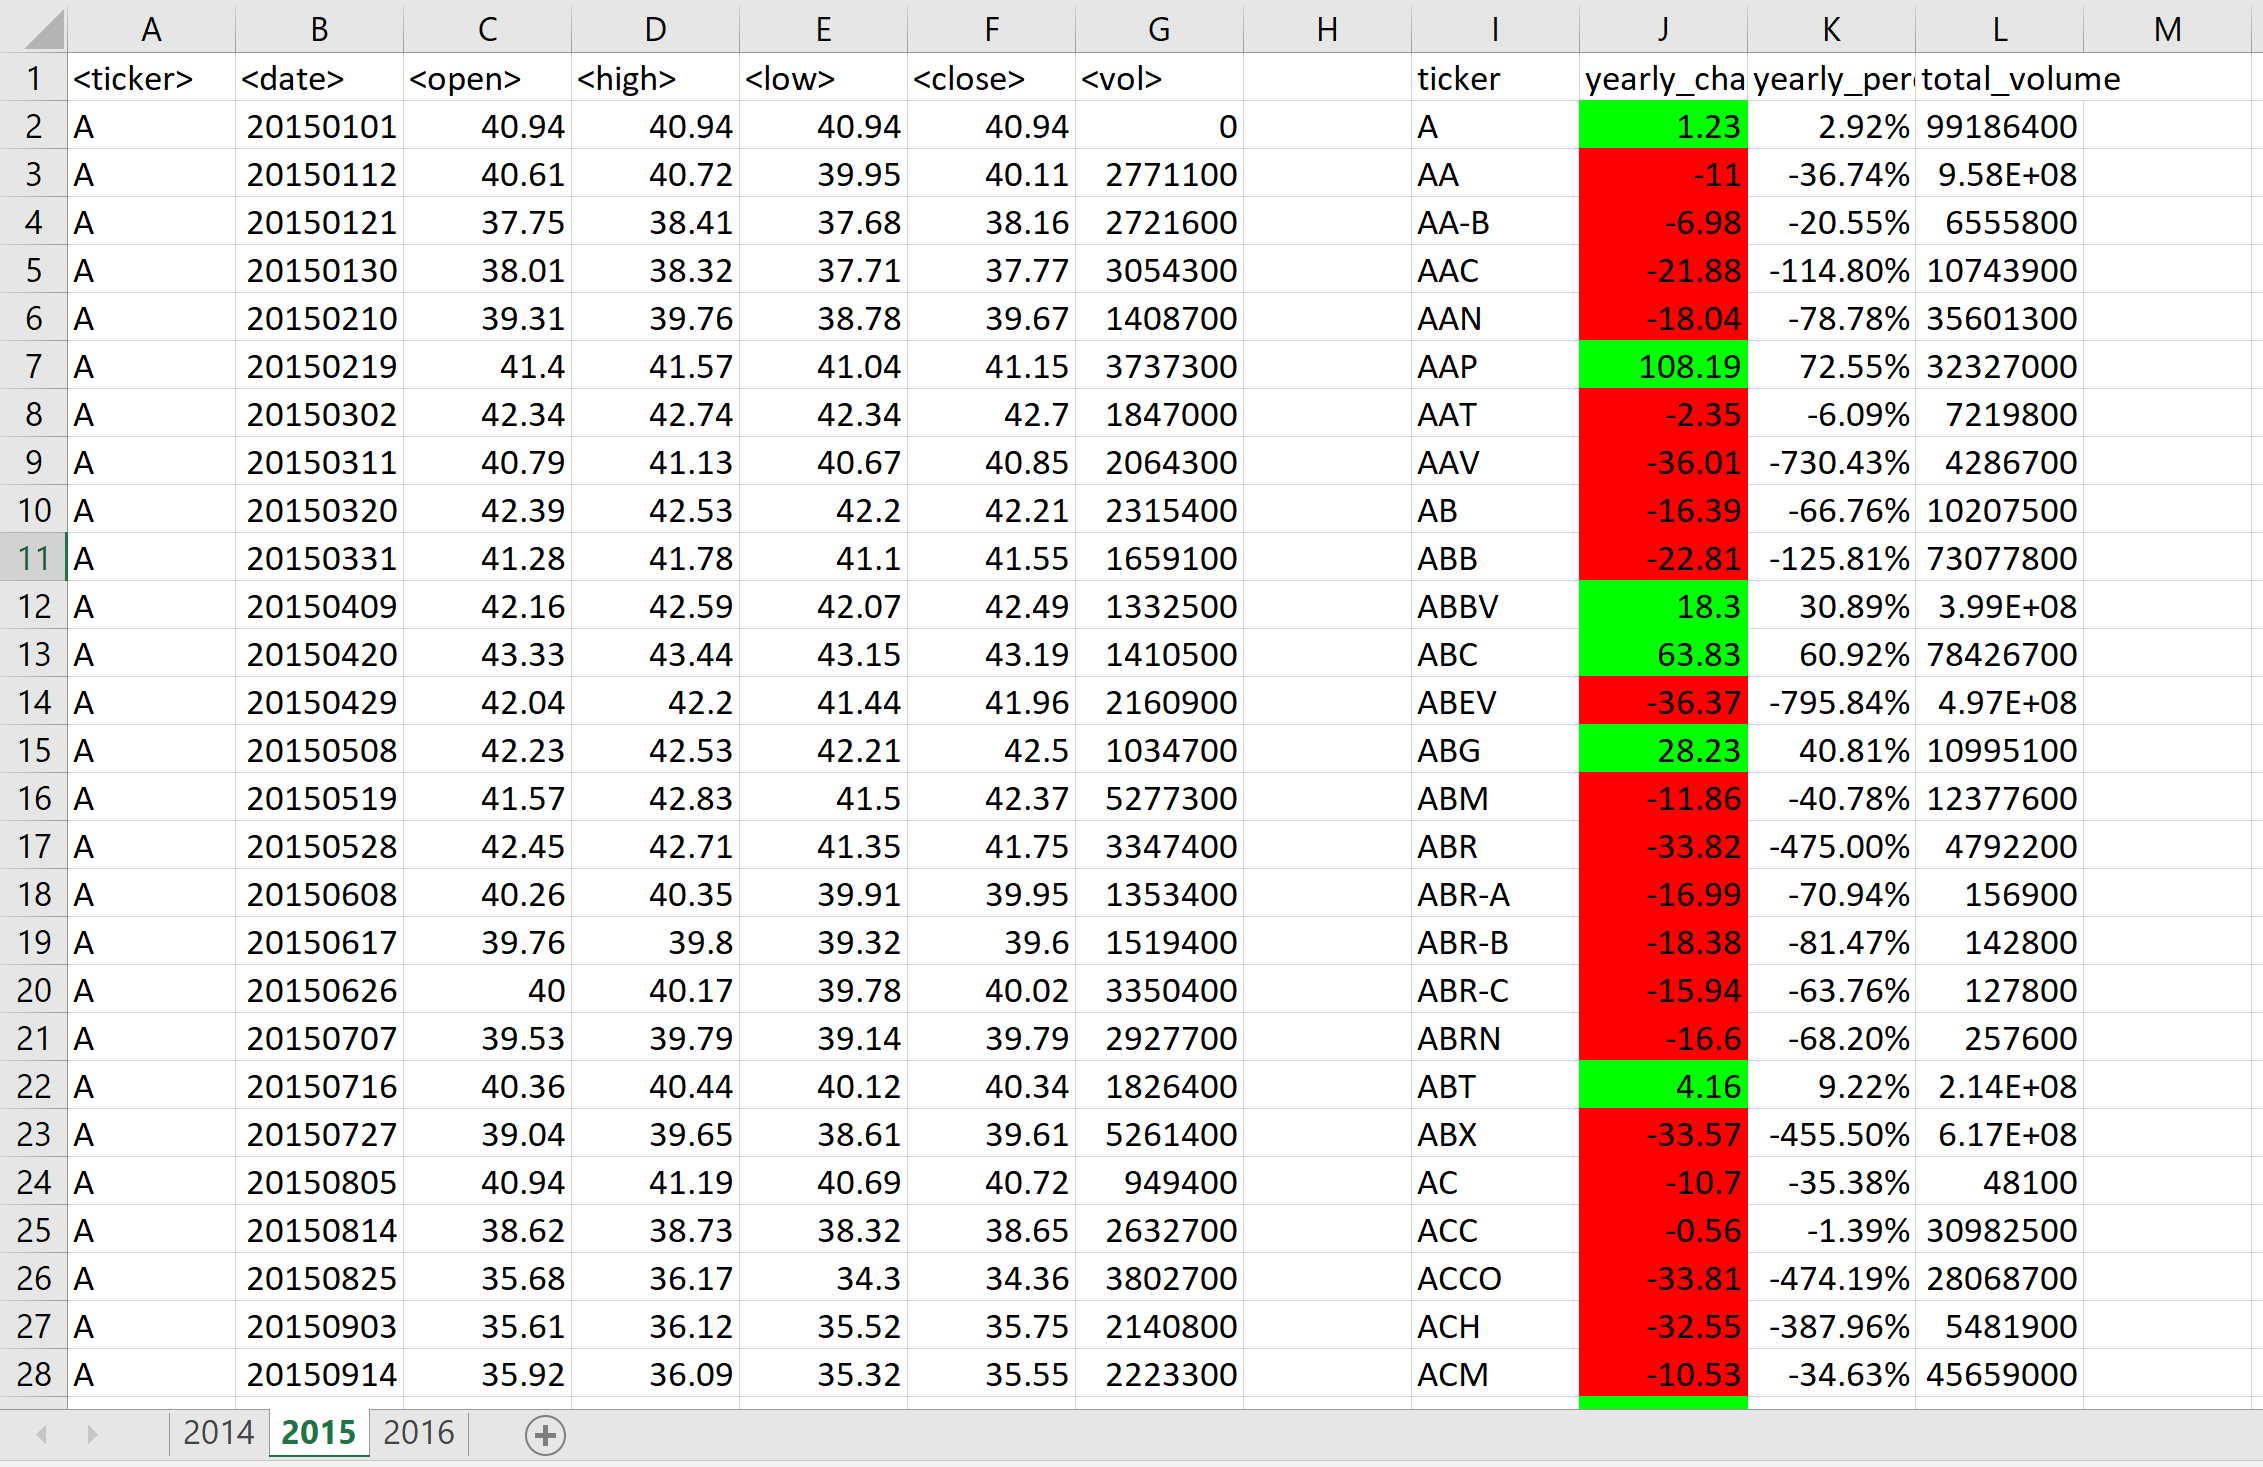 A B C D E F G H I J K L M
1 <ticker> <date> <open> <high> <low> <close> <vol> ticker yearly_cha yearly_per total_volume
2 A 20150101 40.94 40.94 40.94 40.94 0 A 1.23 2.92% 99186400
3 A 20150112 40.61 40.72 39.95 40.11 2771100 AA -11 -36.74% 9.58E+08
4 A 20150121 37.75 38.41 37.68 38.16 2721600 AA-B -6.98 -20.55% 6555800
5 A 20150130 38.01 38.32 37.71 37.77 3054300 AAC -21.88 -114.80% 10743900
6 A 20150210 39.31 39.76 38.78 39.67 1408700 AAN -18.04 -78.78% 35601300
7 A 20150219 41.4 41.57 41.04 41.15 3737300 AAP 108.19 72.55% 32327000
8 A 20150302 42.34 42.74 42.34 42.7 1847000 AAT -2.35 -6.09% 7219800
9 A 20150311 40.79 41.13 40.67 40.85 2064300 AAV -36.01 -730.43% 4286700
10 A 20150320 42.39 42.53 42.2 42.21 2315400 AB -16.39 -66.76% 10207500
11 A 20150331 41.28 41.78 41.1 41.55 1659100 ABB -22.81 -125.81% 73077800
12 A 20150409 42.16 42.59 42.07 42.49 1332500 ABBV 18.3 30.89% 3.99E+08
13 A 20150420 43.33 43.44 43.15 43.19 1410500 ABC 63.83 60.92% 78426700
14 A 20150429 42.04 42.2 41.44 41.96 2160900 ABEV -36.37 -795.84% 4.97E+08
15 A 20150508 42.23 42.53 42.21 42.5 1034700 ABG 28.23 40.81% 10995100
16 A 20150519 41.57 42.83 41.5 42.37 5277300 ABM -11.86 -40.78% 12377600
17 A 20150528 42.45 42.71 41.35 41.75 3347400 ABR -33.82 -475.00% 4792200
18 A 20150608 40.26 40.35 39.91 39.95 1353400 ABR-A -16.99 -70.94% 156900
19 A 20150617 39.76 39.8 39.32 39.6 1519400 ABR-B -18.38 -81.47% 142800
20 A 20150626 40 40.17 39.78 40.02 3350400 ABR-C -15.94 -63.76% 127800
21 A 20150707 39.53 39.79 39.14 39.79 2927700 ABRN -16.6 -68.20% 257600
22 A 20150716 40.36 40.44 40.12 40.34 1826400 ABT 4.16 9.22% 2.14E+08
23 A 20150727 39.04 39.65 38.61 39.61 5261400 ABX -33.57 -455.50% 6.17E+08
24 A 20150805 40.94 41.19 40.69 40.72 949400 AC -10.7 -35.38% 48100
25 A 20150814 38.62 38.73 38.32 38.65 2632700 ACC -0.56 -1.39% 30982500
26 A 20150825 35.68 36.17 34.3 34.36 3802700 ACCO -33.81 -474.19% 28068700
27 A 20150903 35.61 36.12 35.52 35.75 2140800 ACH -32.55 -387.96% 5481900
28 A 20150914 35.92 36.09 35.32 35.55 2223300 ACM -10.53 -34.63% 45659000
2014 2015 2016